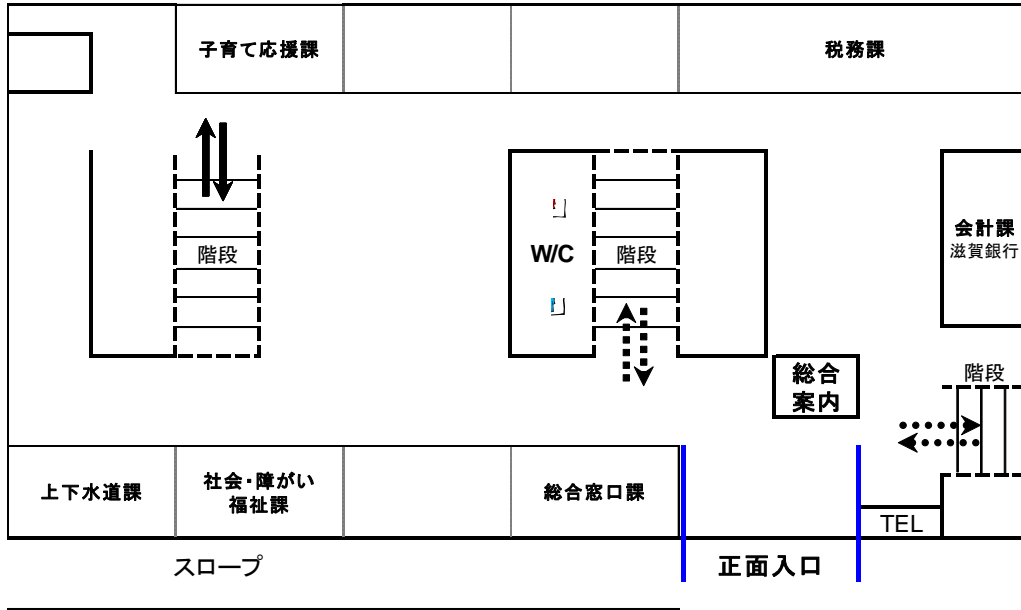 子育て応援課
税務課
階段
W/C
階段
会計課
滋賀銀行
総合
案内
階段
上下水道課
社会・障がい
福祉課
総合窓口課
TEL
スロープ
正面入口